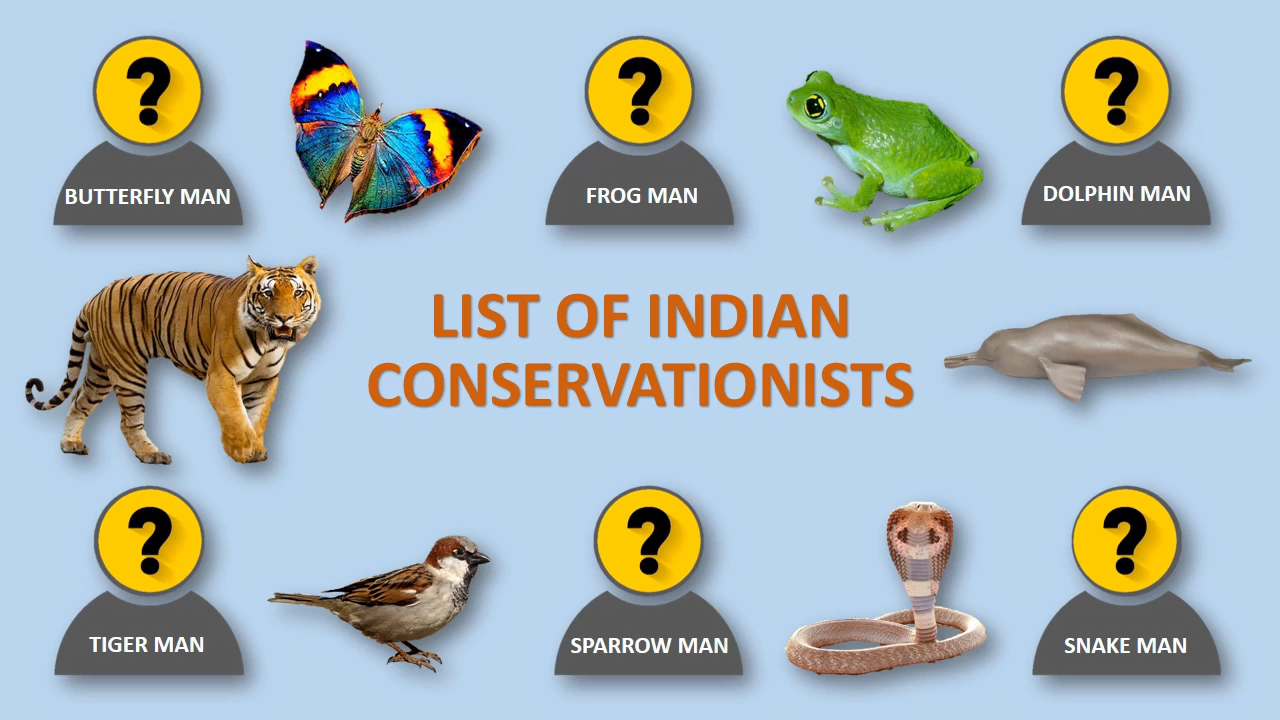 ?
?
?
BUTTERFLY MAN
FROG MAN
DOLPHIN MAN
LIST OF INDIAN
CONSERVATIONISTS
?
?
?
TIGER MAN
SPARROW MAN
SNAKE MAN